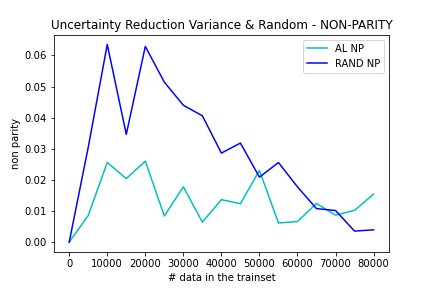 Uncertainty Reduction Variance & Random - NON-PARITY
AL NP
RAND NP
non parity
0.06
0.05
0.04
0.03
0.02
0.01
0.00
0 10000 20000 30000 40000 50000 60000 70000 80000
# data in the trainset